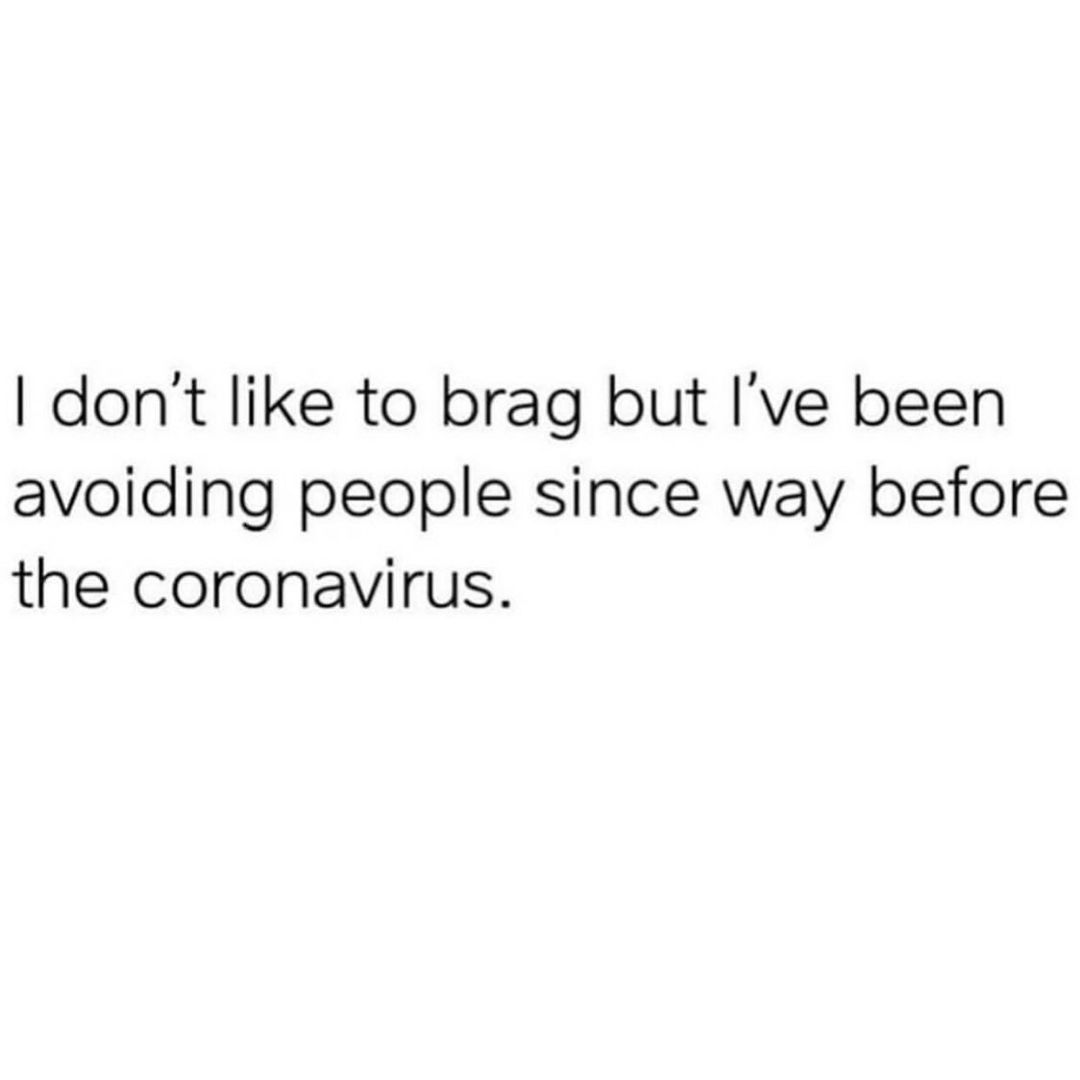 I don't like to brag but I've been
avoiding people since way before
the coronavirus.